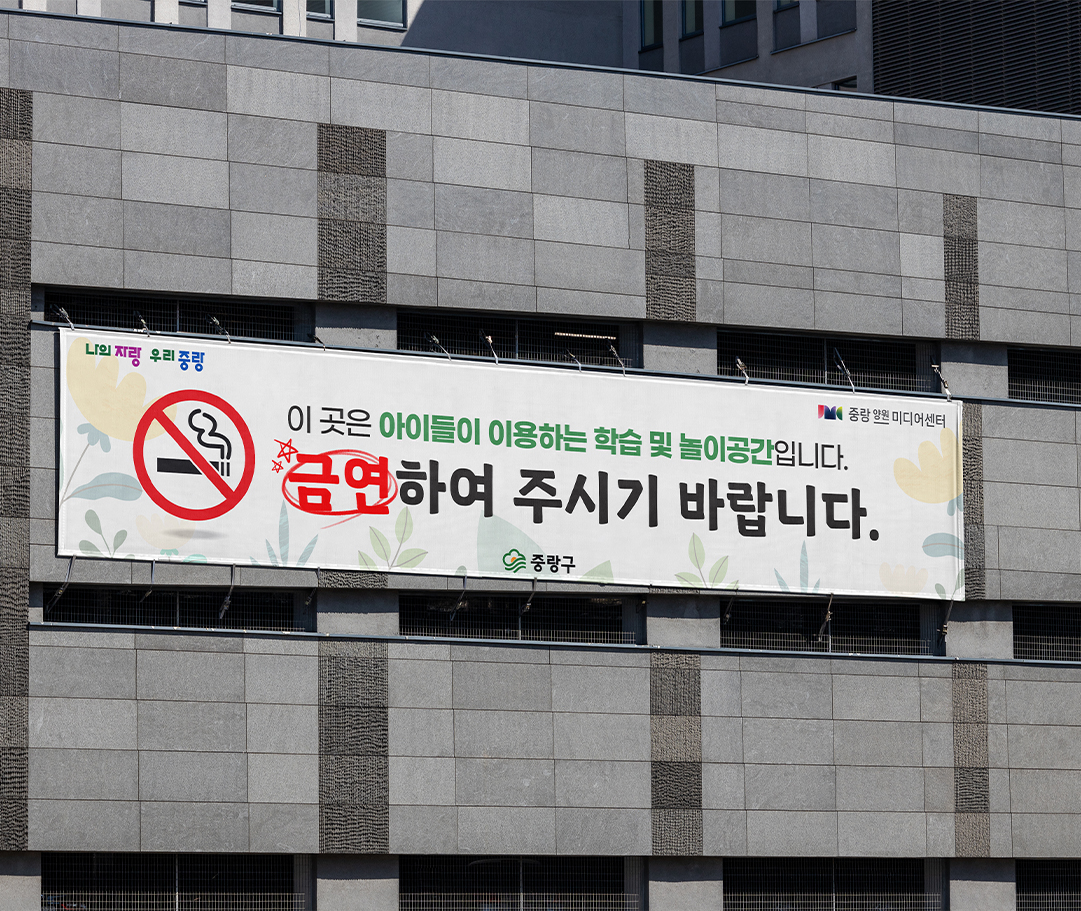 나의 자랑 우리 중랑
중랑 양원 미디어센터
이 곳은 아이들이 이용하는 학습 및 놀이공간입니다.
금연하여 주시기 바랍니다.
중랑구